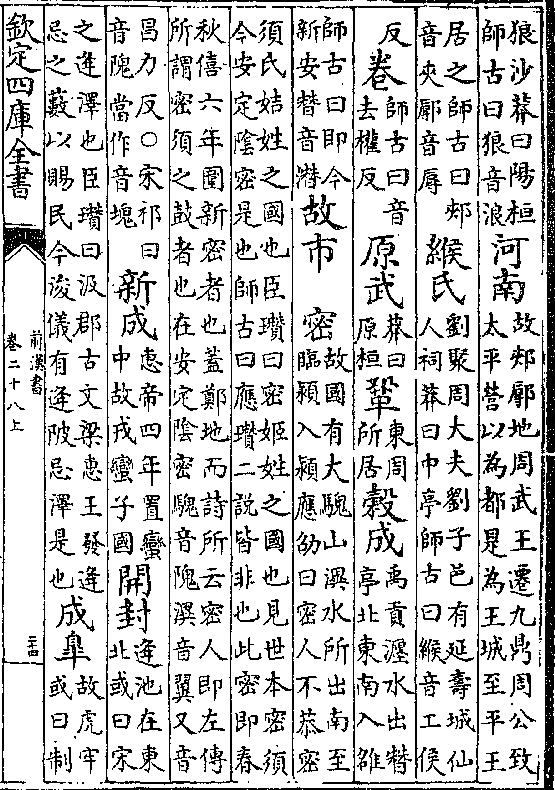 狼沙莽曰陽桓師古曰狼音浪河南故郟鄏地周武王遷九鼎周公致太平營以為都是為王城至平王
居之師古曰郟音夾鄏音辱緱氏劉聚周大夫劉子邑有延壽城仙人祠莽曰中亭師古曰緱音工侯
反卷師古曰音去權反原武莽曰原桓鞏東周所居穀成禹貢瀍水出朁亭北東南入雒
師古曰即今新安朁音潛故市密故國有大騩山潩水所出南至臨潁入潁應劭曰密人不恭密
須氏姞姓之國也臣瓚曰密姬姓之國也見世本密須今安定陰密是也師古曰應瓚二說皆非也此密即春
秋僖六年圍新密者也蓋鄭地而詩所云密人即左傳所謂密須之鼓者也在安定陰密騩音隗潩音翼又音
昌力反○宋祁曰音隗當作音塊新成惠帝四年置蠻中故戎蠻子國開封逢池在東北或曰宋
之逢澤也臣瓚曰汲郡古文梁惠王發逢忌之藪以賜民今浚儀有逢陂忌澤是也成臯故虎牢或曰制
欽定四庫全書
前漢書
卷二十八上
二十四